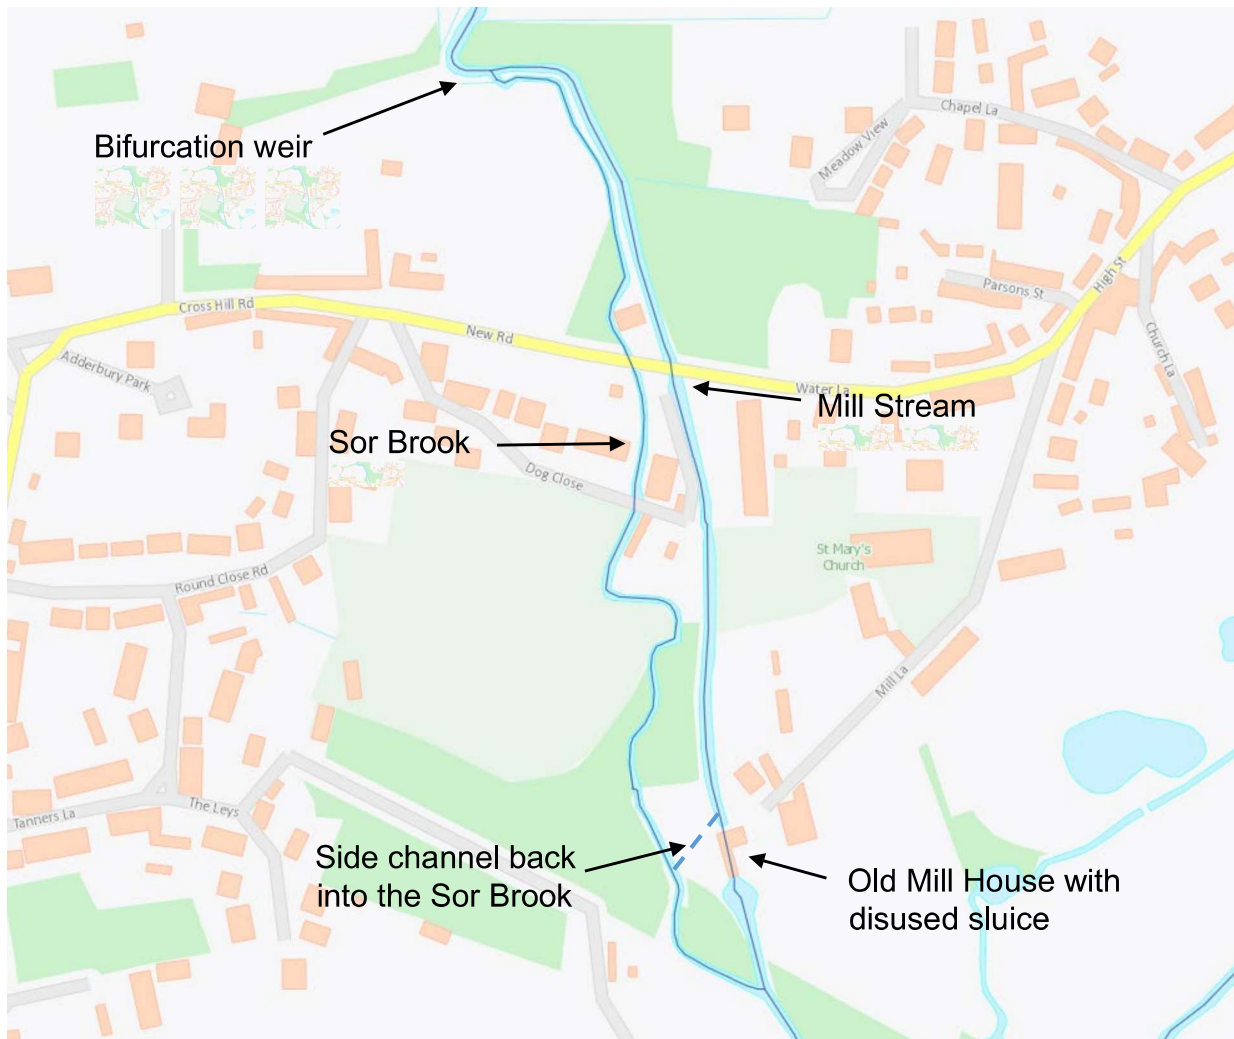 Chapel La
Meadow View
Bifurcation weir
Parsons St
High St
Cross Hill Rd
New Rd
Church La
Adderbury Park
Water La
Mill Stream
Sor Brook
Dog Close
St Mary's
Church
Round Close Rd
Mill La
The Leys
Tanners La
Side channel back
into the Sor Brook
Old Mill House with
disused sluice